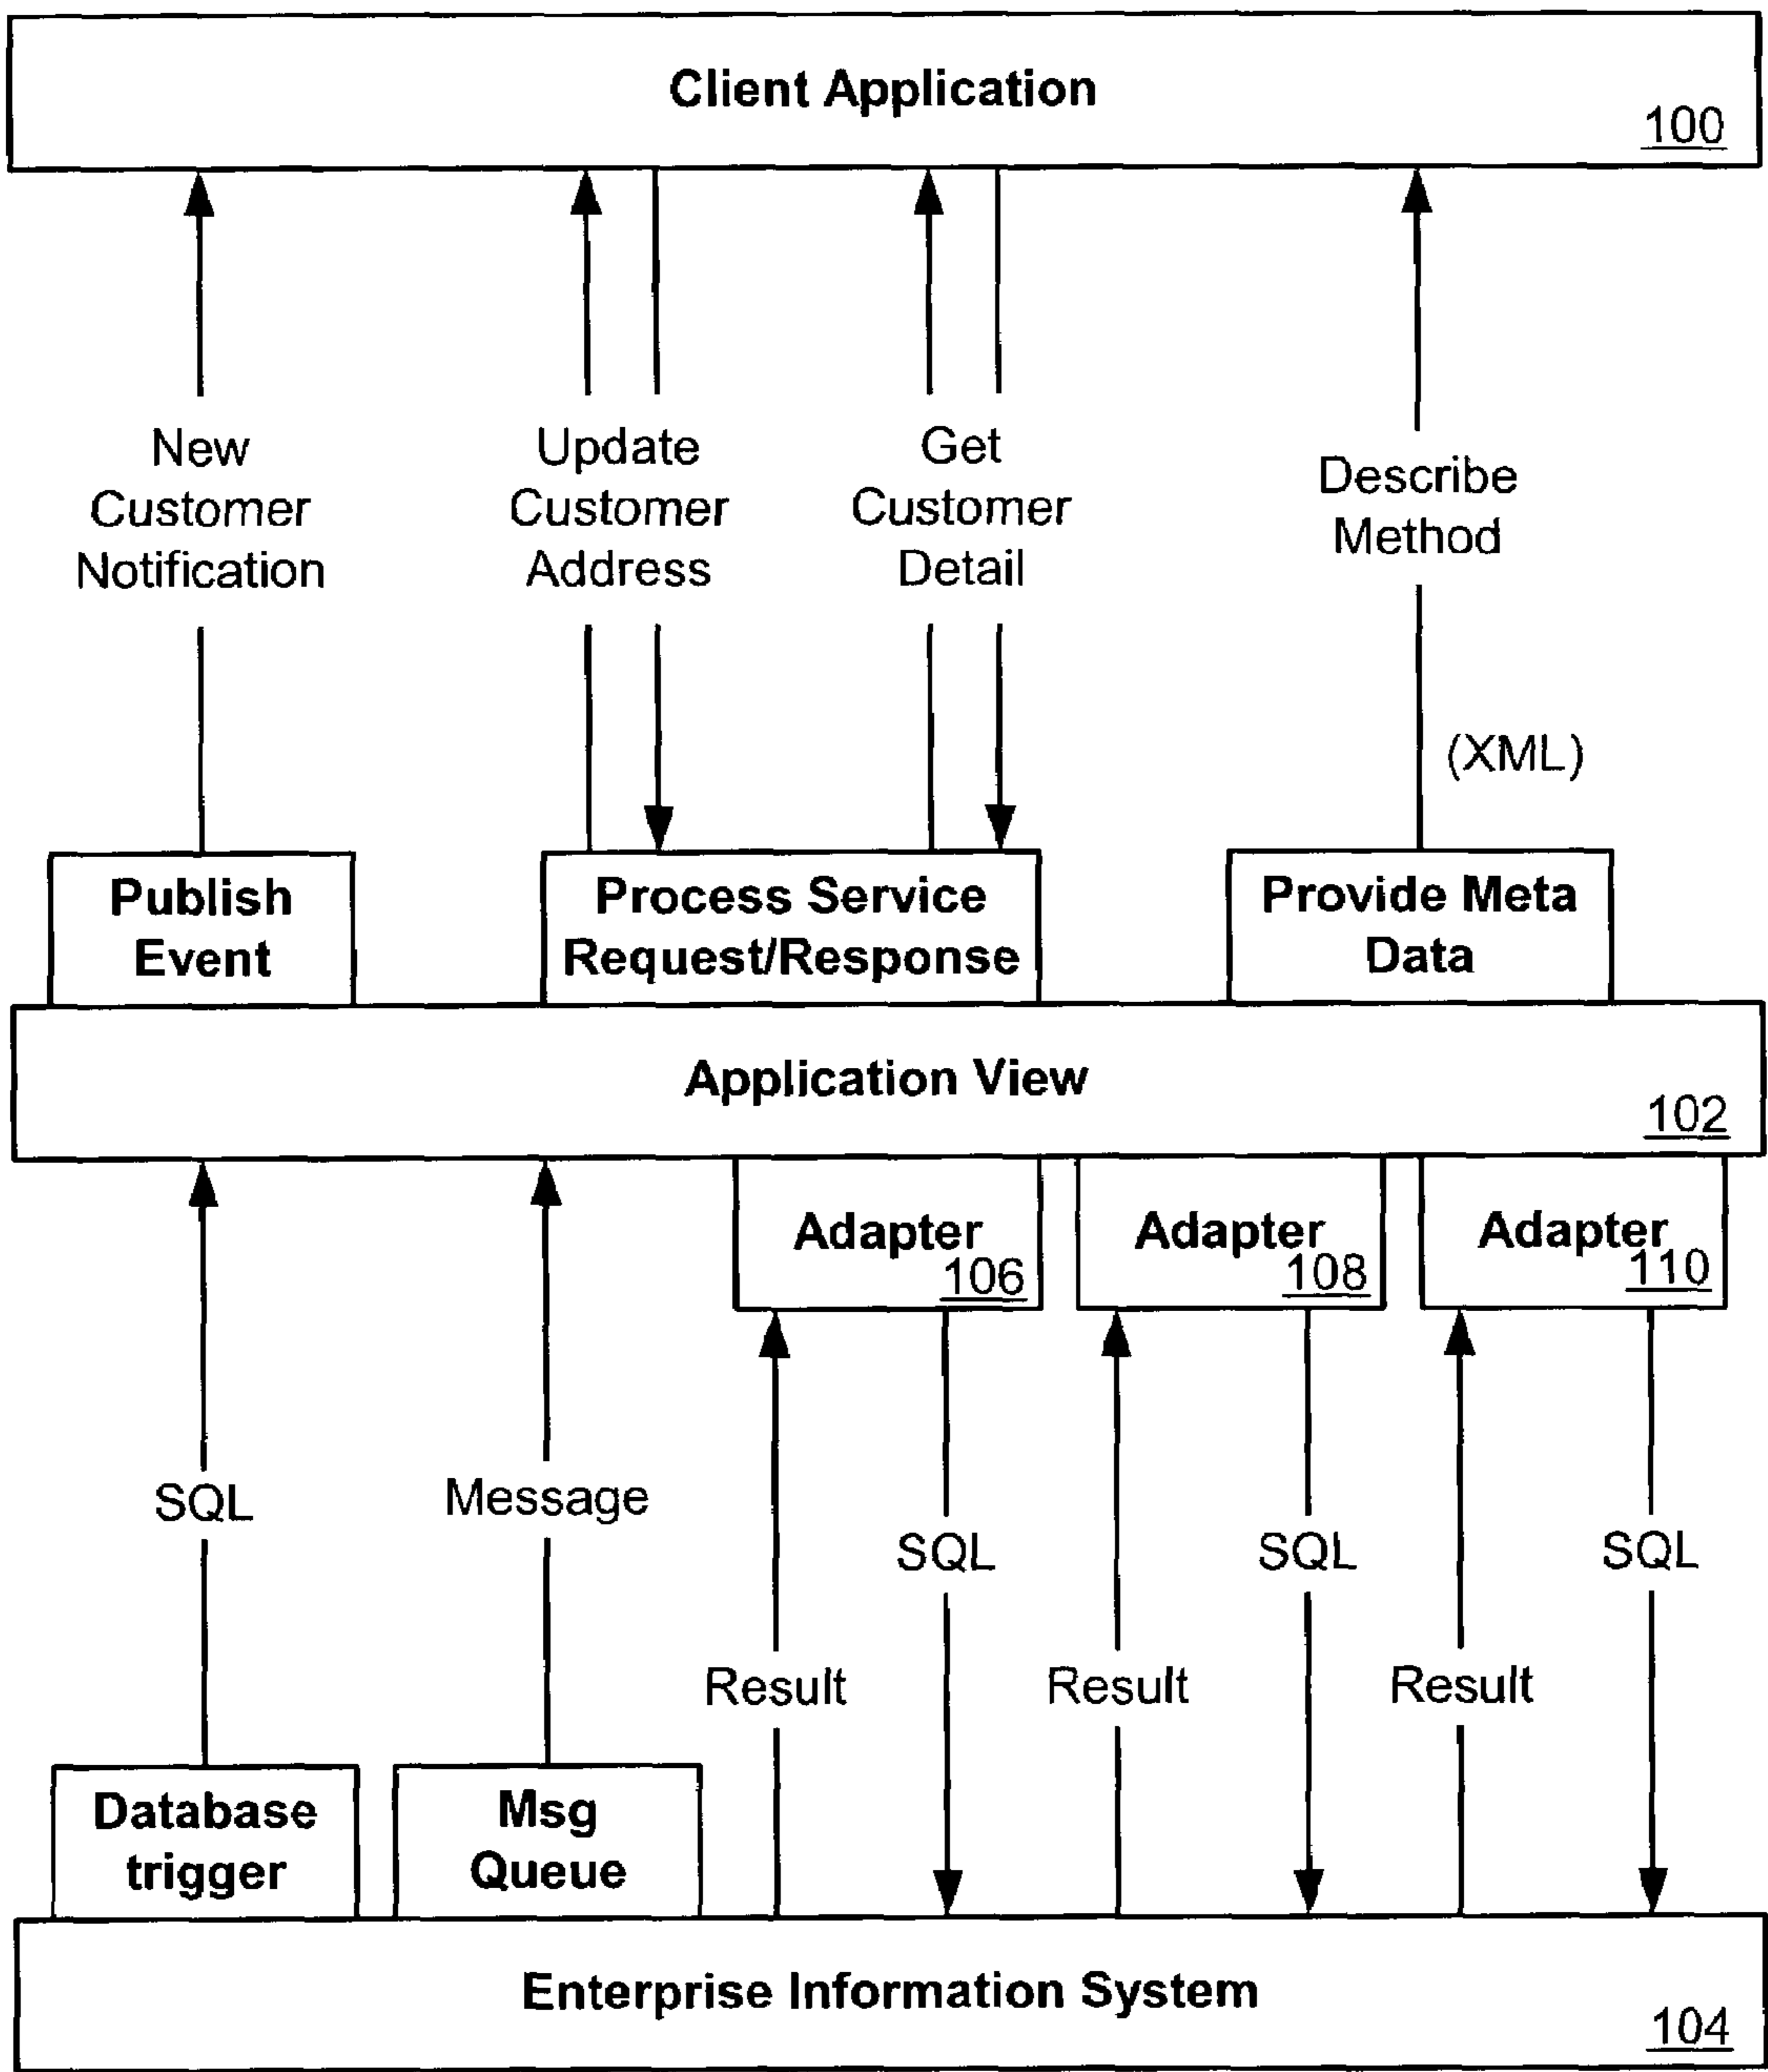 Client Application
100
New
Customer
Notification
Update
Customer
Address
Get
Customer
Detail
Describe
Method
(XML)
Publish
Event
Process Service
Request/Response
Provide Meta
Data
Application View
102
Adapter
106
Adapter
108
Adapter
110
SQL
Message
SQL
SQL
SQL
Result
Result
Result
Database
trigger
Msg
Queue
Enterprise Information System
104